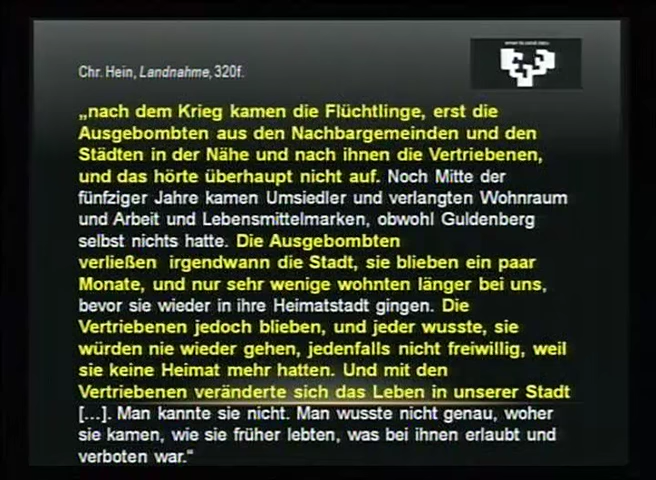 Chr. Hein, Landnahme, 320f.
„nach dem Krieg kamen die Flüchtlinge, erst die
Ausgebombten aus den Nachbargemeinden und den
Städten in der Nähe und nach ihnen die Vertriebenen,
und das hörte überhaupt nicht auf. Noch Mitte der
fünfziger Jahre kamen Umsiedler und verlangten Wohnraum
und Arbeit und Lebensmittelmarken, obwohl Guldenberg
selbst nichts hatte. Die Ausgebombten
verließen irgendwann die Stadt, sie blieben ein paar
Monate, und nur sehr wenige wohnten länger bei uns,
bevor sie wieder in ihre Heimatstadt gingen. Die
Vertriebenen jedoch blieben, und jeder wusste, sie
würden nie wieder gehen, jedenfalls nicht freiwillig, weil
sie keine Heimat mehr hatten. Und mit den
Vertriebenen veränderte sich das Leben in unserer Stadt
[…]. Man kannte sie nicht. Man wusste nicht genau, woher
sie kamen, wie sie früher lebten, was bei ihnen erlaubt und
verboten war.“